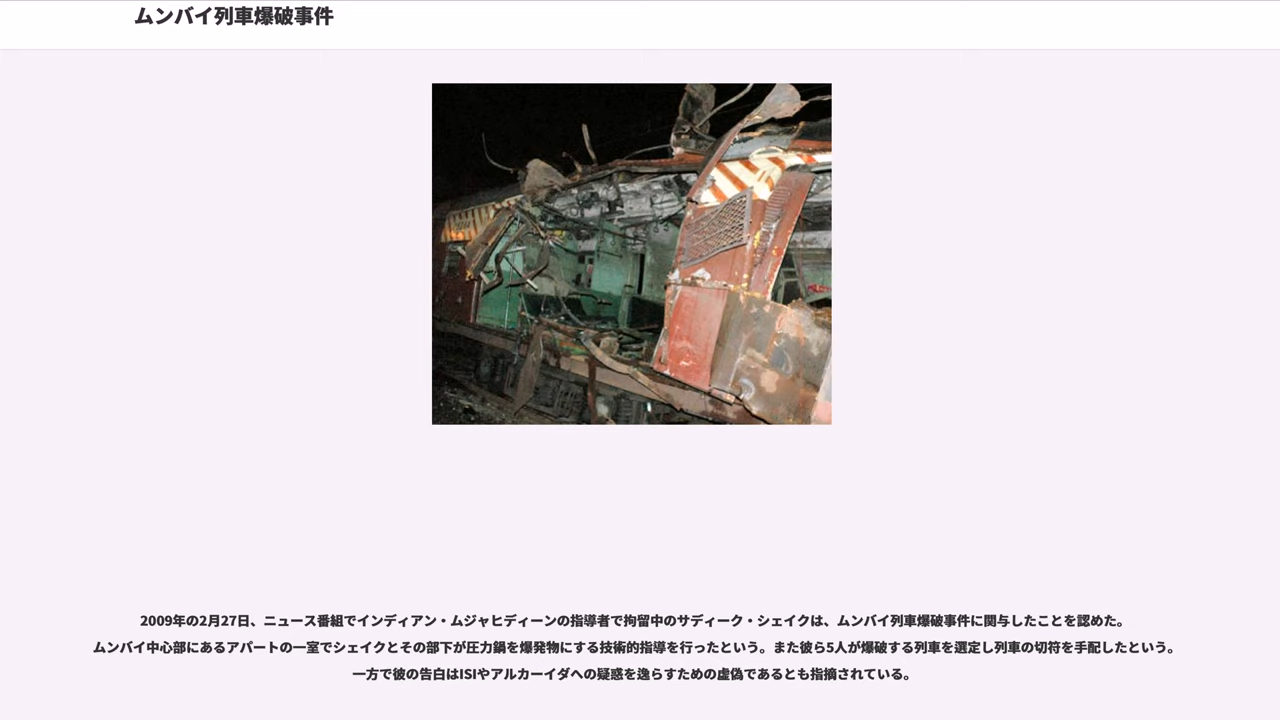 ムンバイ列車爆破事件
2009年の2月27日、ニュース番組でインディアン・ムジャヒディーンの指導者で拘留中のサディーク・シェイクは、ムンバイ列車爆破事件に関与したことを認めた。
ムンバイ中心部にあるアパートの一室でシェイクとその部下が圧力鍋を爆発物にする技術的指導を行ったという。また彼ら5人が爆破する列車を選定し列車の切符を手配したという。
一方で彼の告白はISIやアルカーイダへの疑惑を逸らすための虚偽であるとも指摘されている。